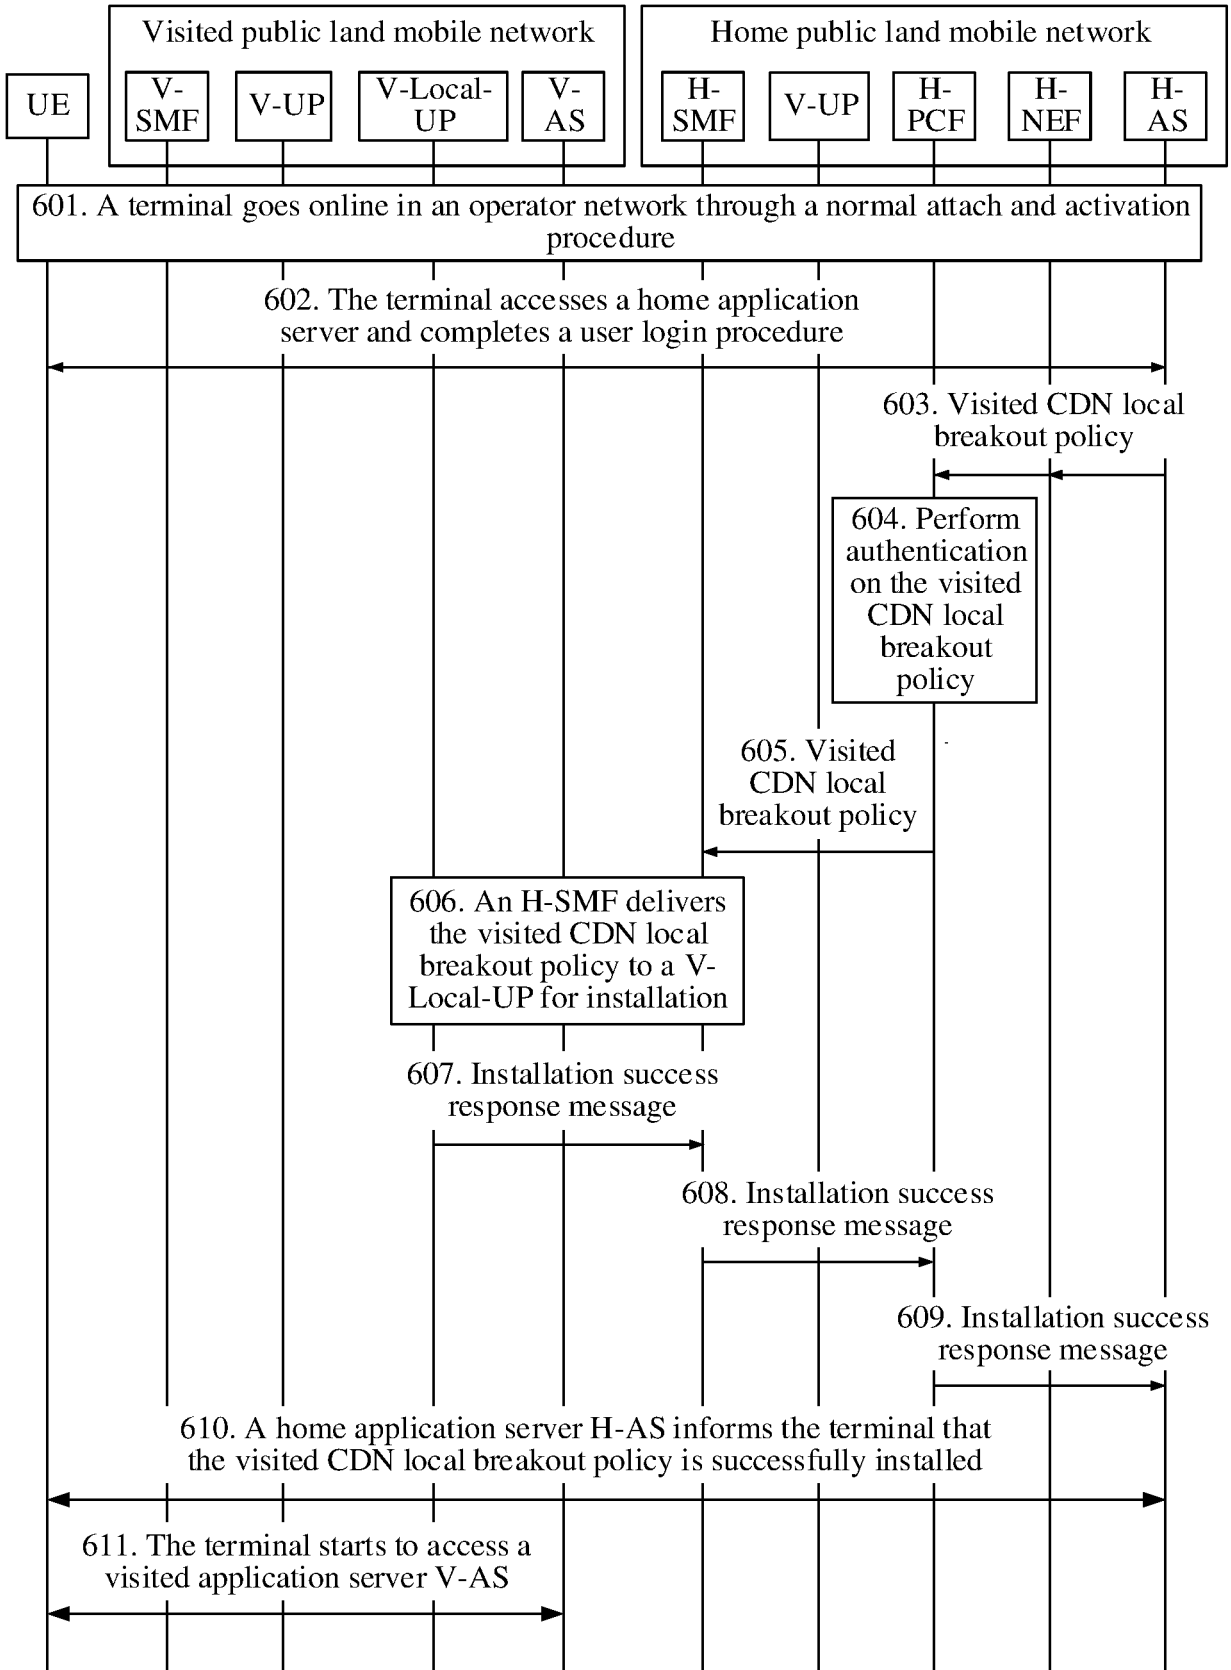 Visited public land mobile network
Home public land mobile network
UE
V-
SMF
V-UP
V-Local-
UP
V-
AS
H-
SMF
V-UP
H-
PCF
H-
NEF
H-
AS
601. A terminal goes online in an operator network through a normal attach and activation
procedure
602. The terminal accesses a home application
server and completes a user login procedure
603. Visited CDN local
breakout policy
604. Perform
authentication
on the visited
CDN local
breakout
policy
605. Visited
CDN local
breakout policy
606. An H-SMF delivers
the visited CDN local
breakout policy to a V-
Local-UP for installation
607. Installation success
response message
608. Installation success
response message
609. Installation success
response message
610. A home application server H-AS informs the terminal that
the visited CDN local breakout policy is successfully installed
611. The terminal starts to access a
visited application server V-AS